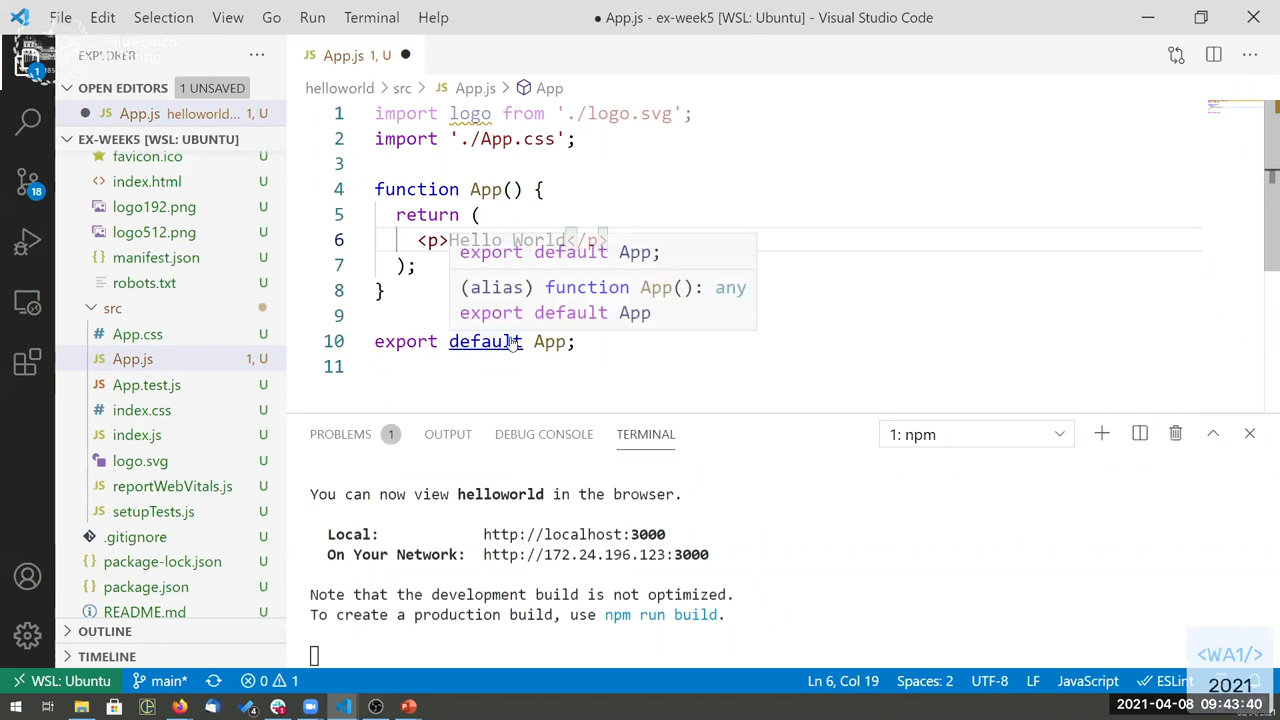 File Edit Selection View Go Run Terminal Help
● App.js - ex-week5 [WSL: Ubuntu] - Visual Studio Code
EXPLORER
JS App.js 1, U ●
OPEN EDITORS 1 UNSAVED
● JS App.js helloworld... 1, U
EX-WEEK5 [WSL: UBUNTU]
favicon.ico U
<> index.html U
logo192.png U
logo512.png U
manifest.json U
robots.txt U
src
# App.css U
JS App.js 1, U
JS App.test.js U
# index.css U
JS index.js U
logo.svg U
JS reportWebVitals.js U
JS setupTests.js U
.gitignore U
package-lock.json U
package.json U
README.md U
OUTLINE
TIMELINE
1
18
helloworld > src > JS App.js > App
1 import logo from './logo.svg';
2 import './App.css';
3
4 function App() {
5 return (
6 <p>Hello World</p>
7 );
8 }
9
10 export default App;
11
export default App;
(alias) function App(): any
export default App
PROBLEMS 1 OUTPUT DEBUG CONSOLE TERMINAL
1: npm
You can now view helloworld in the browser.
Local: http://localhost:3000
On Your Network: http://172.24.196.123:3000
Note that the development build is not optimized.
To create a production build, use npm run build.
WSL: Ubuntu main* 0 1
Ln 6, Col 19 Spaces: 2 UTF-8 LF JavaScript ESLint
<WA1/>
2021
2021-04-08 09:43:40